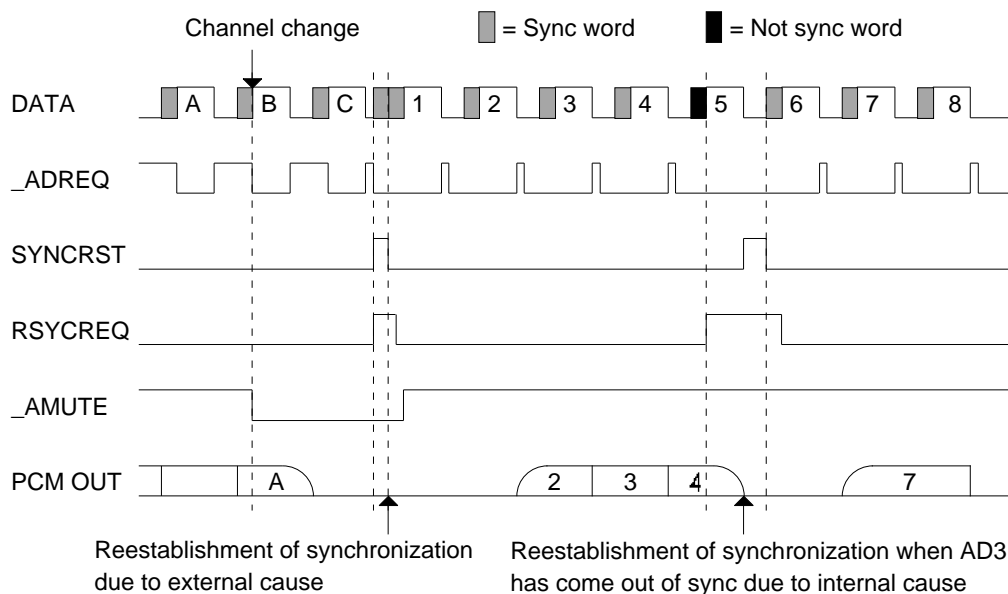 Channel change
= Sync word
= Not sync word
DATA
A B C 1 2 3 4 5 6 7 8
_ADREQ
SYNCRST
RSYCREQ
_AMUTE
PCM OUT
A 2 3 4 7
Reestablishment of synchronization
due to external cause
Reestablishment of synchronization when AD3
has come out of sync due to internal cause